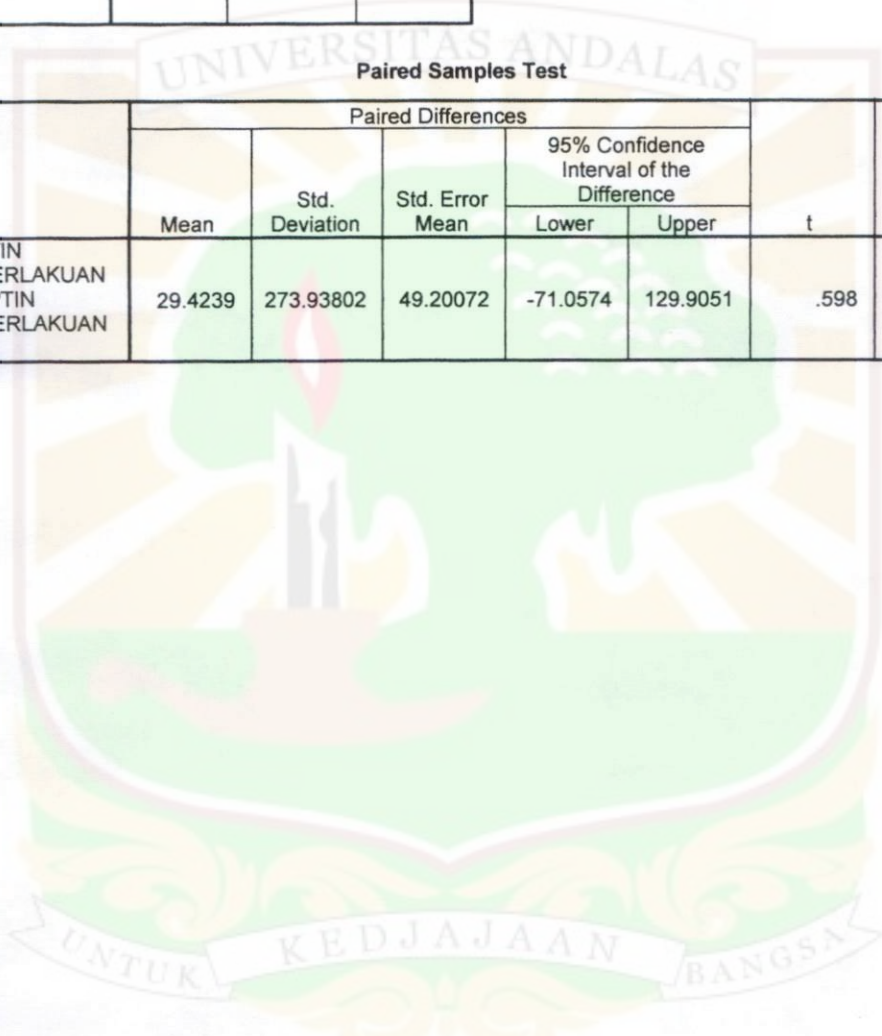 UNIVERSITAS ANDALAS
Paired Samples Test
Paired Differences
95% Confidence
Interval of the
Difference
Std.
Deviation
Std. Error
Mean
Mean
Lower
Upper
t
IN
ERLAKUAN
TIN
ERLAKUAN
29.4239 273.93802 49.20072 -71.0574 129.9051 .598
UNTUK KEDJAJAAN BANGSA